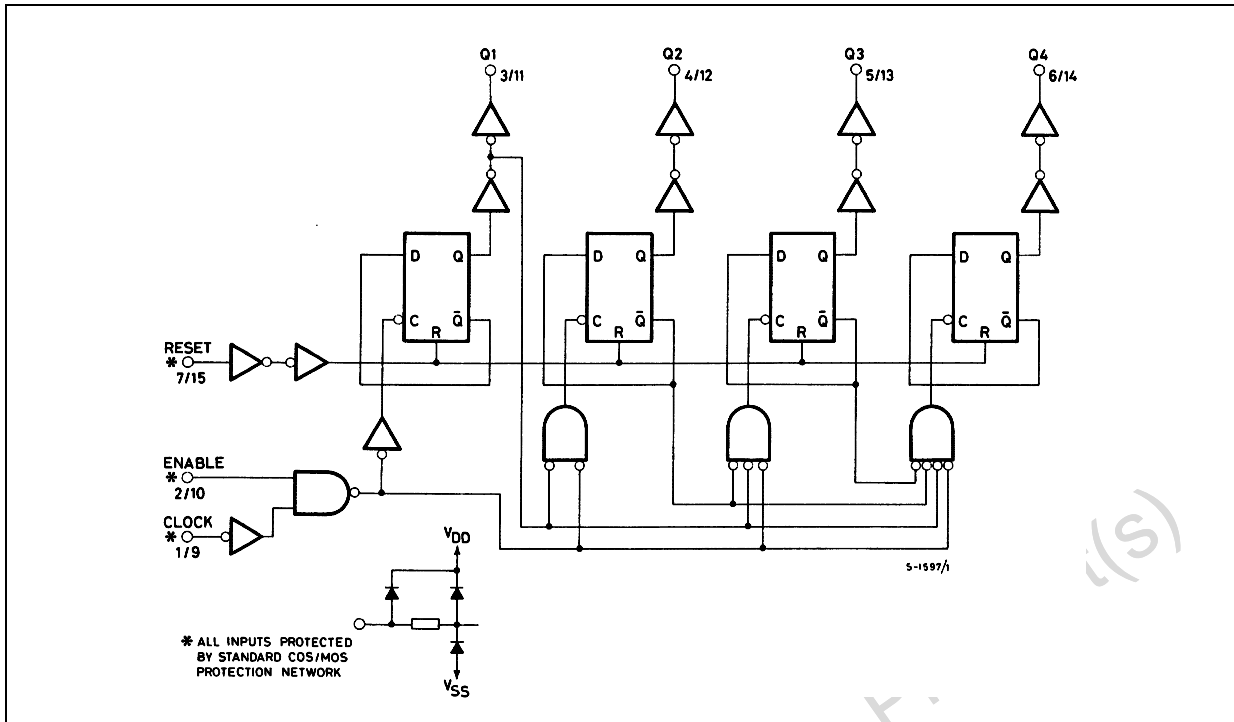 Q1
3/11
Q2
4/12
Q3
5/13
Q4
6/14
D Q
C Q̄
R
D Q
C Q̄
R
D Q
C Q̄
R
D Q
C Q̄
R
RESET
*
7/15
ENABLE
*
2/10
CLOCK
*
1/9
VDD
S-1597/1
* ALL INPUTS PROTECTED
BY STANDARD COS/MOS
PROTECTION NETWORK
VSS
t(s)